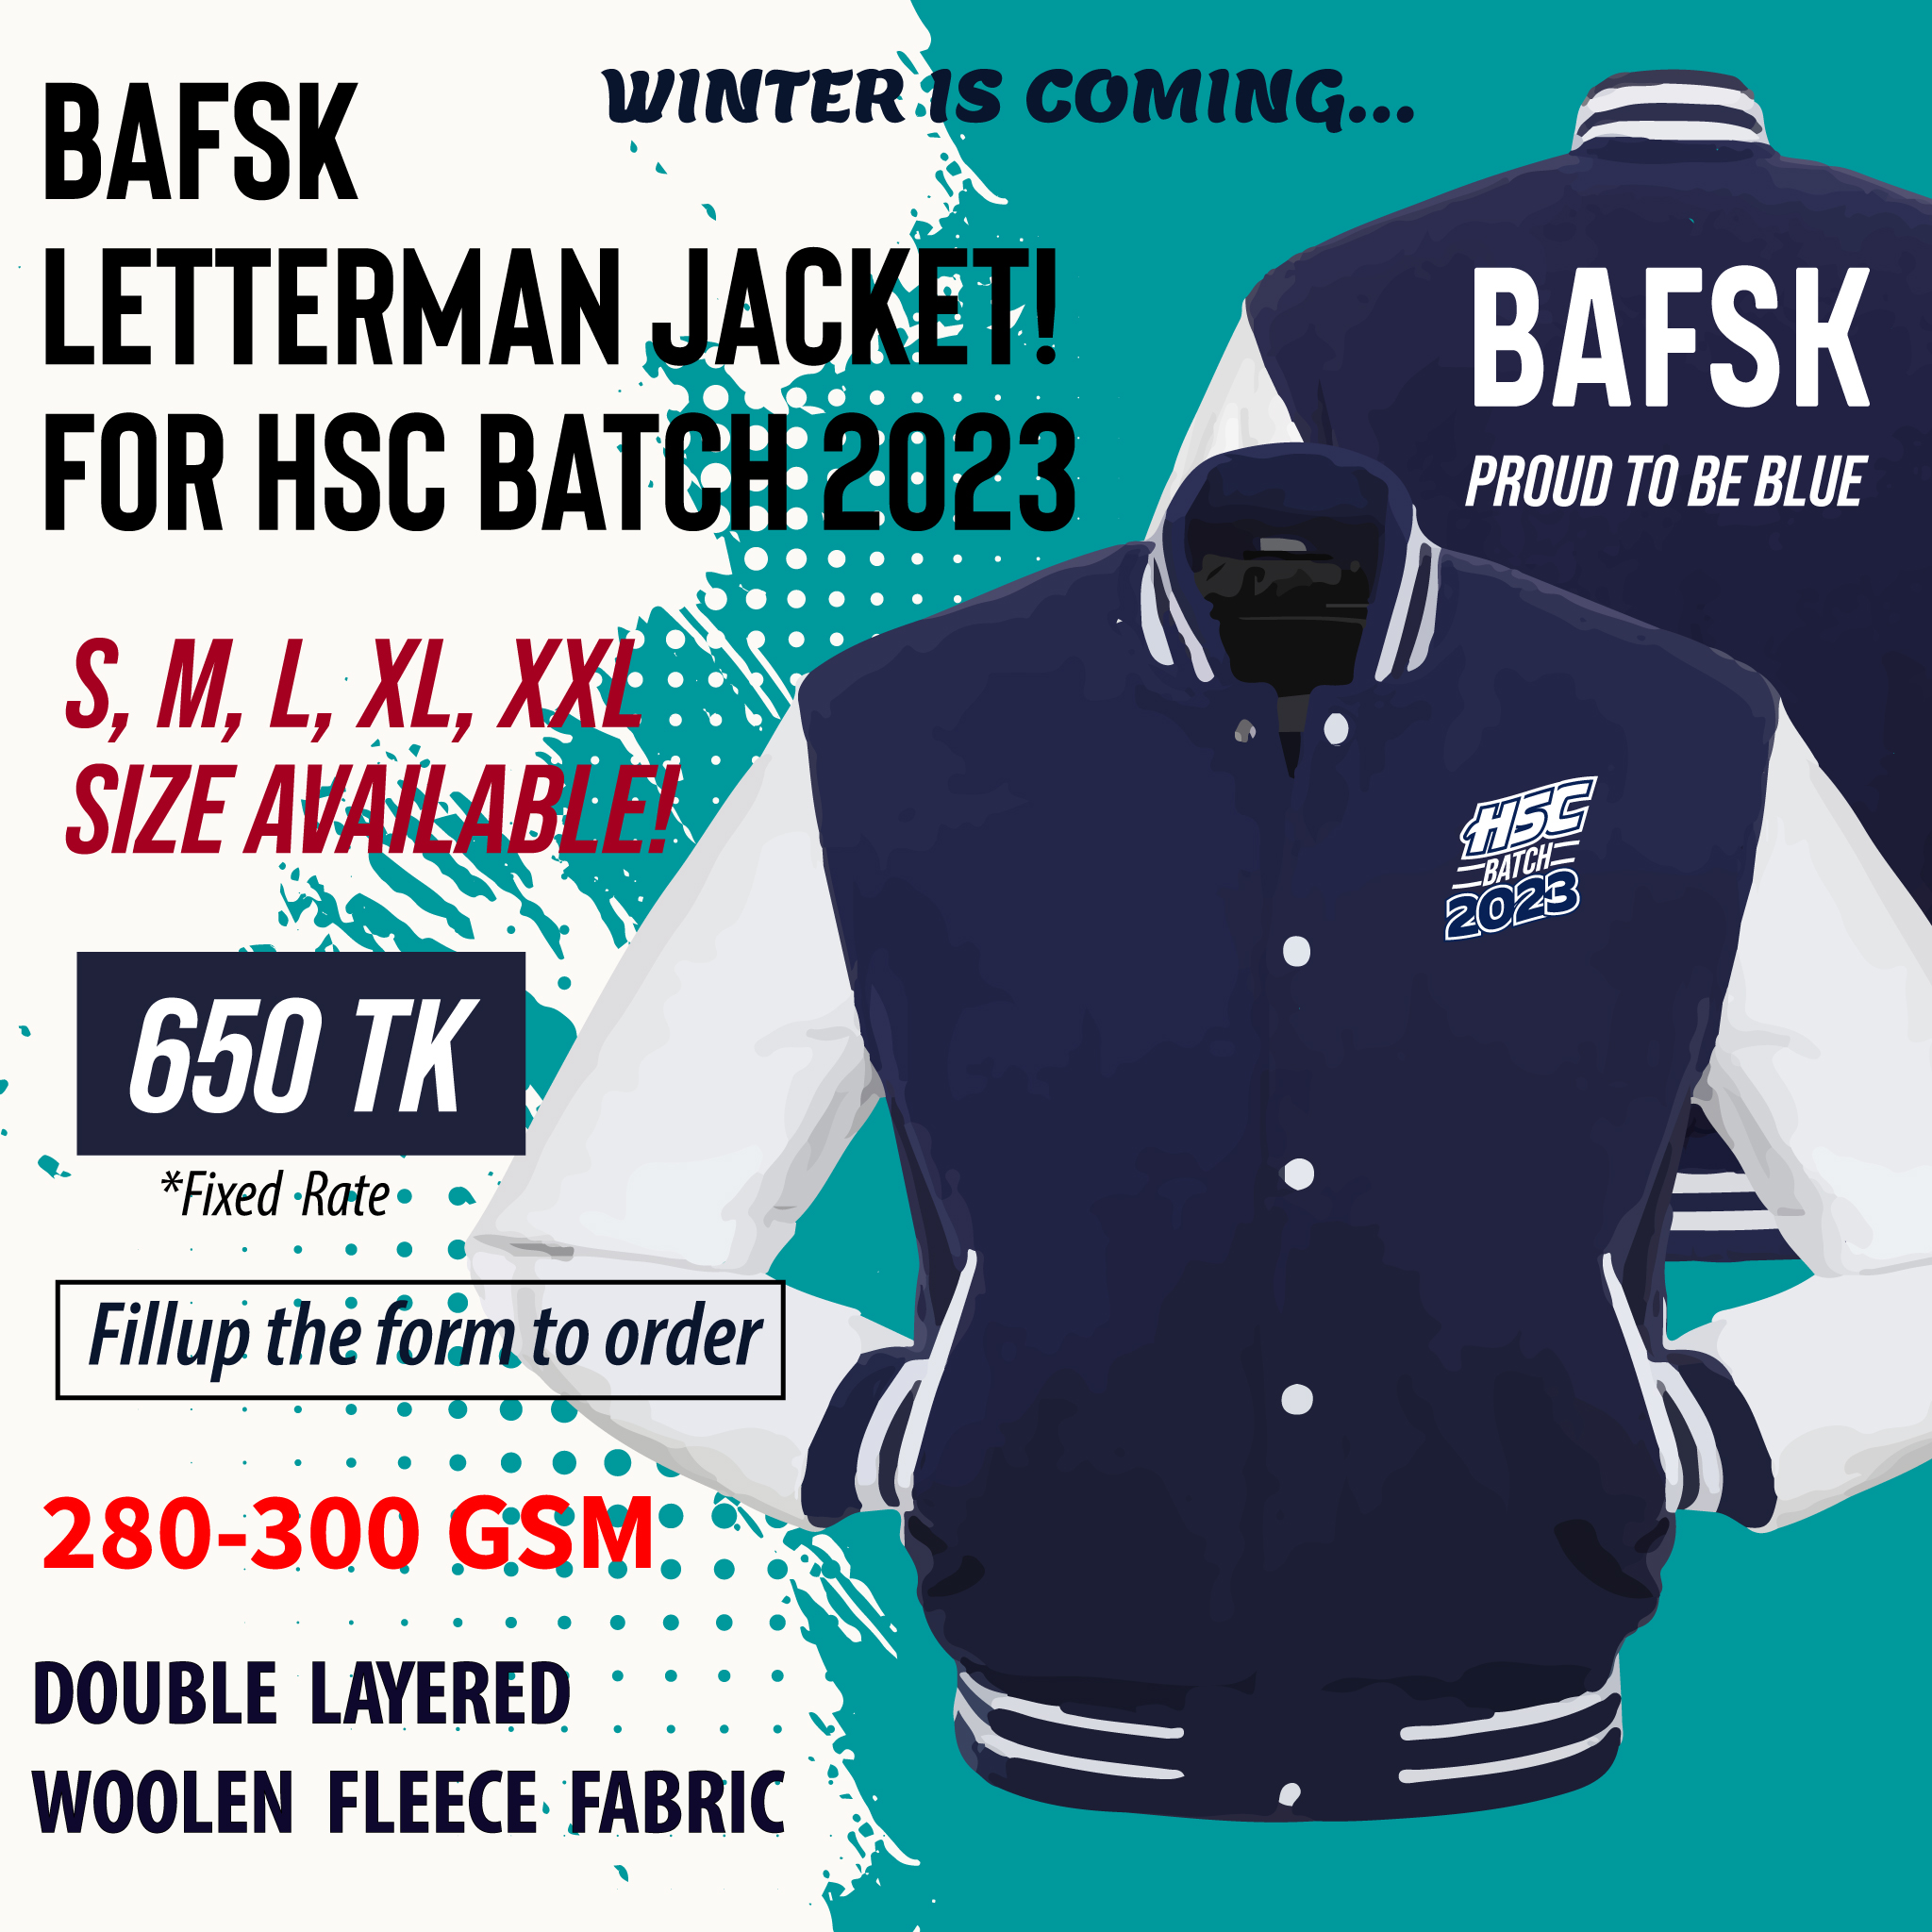 WINTER IS COMING...
BAFSK
LETTERMAN JACKET!
FOR HSC BATCH 2023
S, M, L, XL, XXL
SIZE AVAILABLE!
650 TK
*Fixed Rate
Fillup the form to order
280-300 GSM
DOUBLE LAYERED
WOOLEN FLEECE FABRIC
BAFSK
PROUD TO BE BLUE
HSC
BATCH
2023